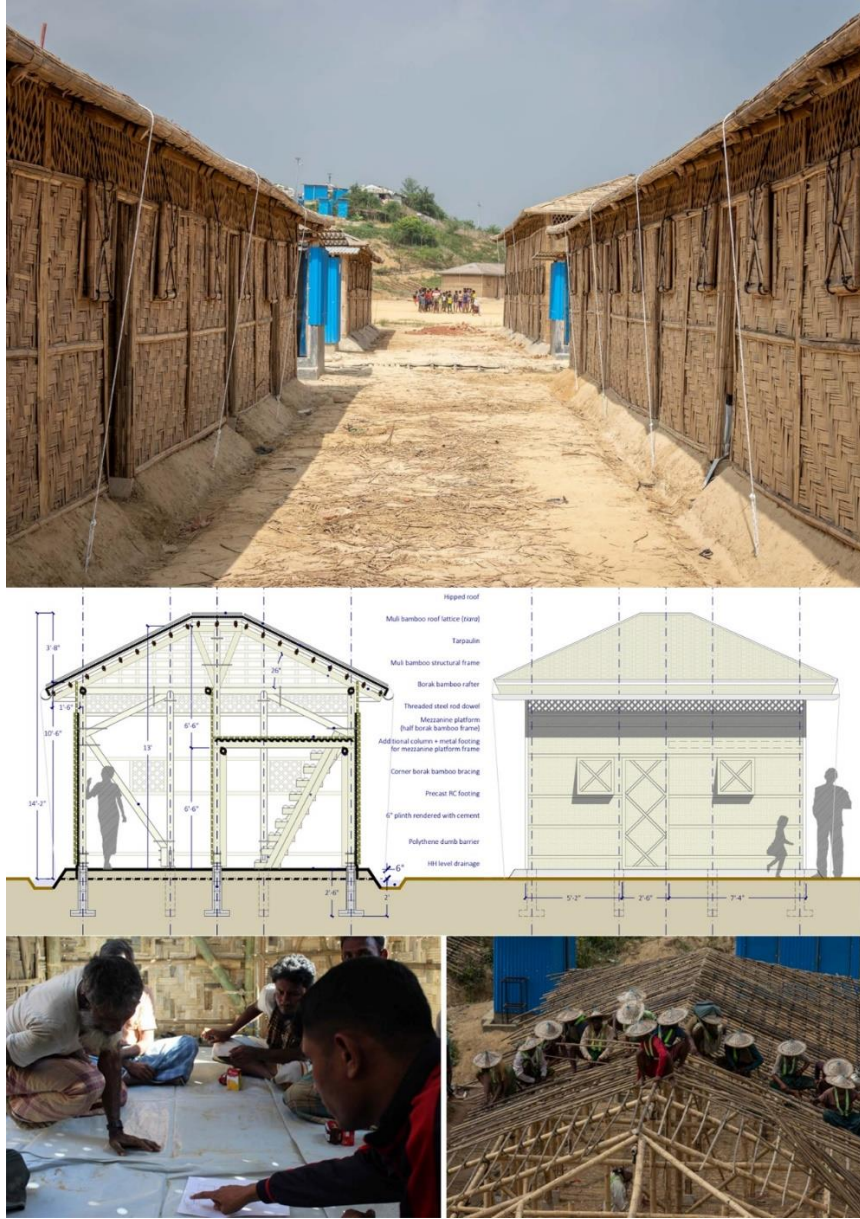 Hipped roof
Muli bamboo roof lattice (tarra)
Tarpaulin
Muli bamboo structural frame
Borak bamboo rafter
Threaded steel rod dowel
Mezzanine platform
(half borak bamboo frame)
Additional column + metal footing
for mezzanine platform frame
Corner borak bamboo bracing
Precast RC footing
6" plinth rendered with cement
Polythene dumb barrier
HH level drainage
3'-8"
26°
1'-6"
10'-6"
6'-6"
13'
14'-2"
6'-6"
6"
2'-6"
2'
5'-2"
2'-6"
7'-4"